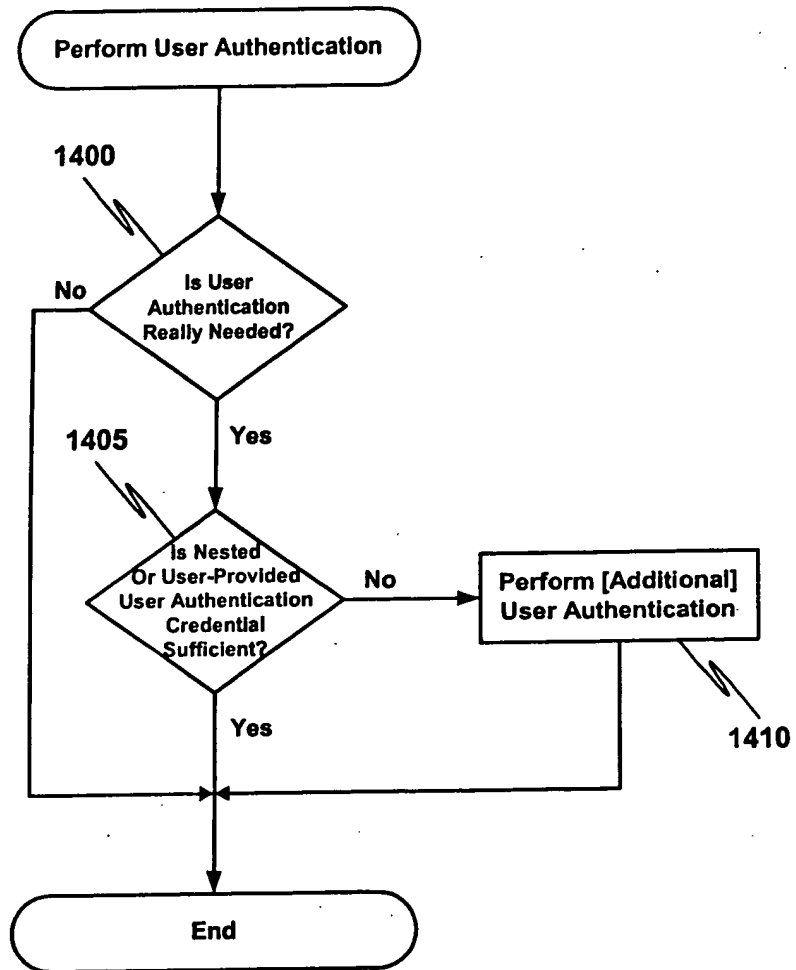 Perform User Authentication
1400
Is User
Authentication
Really Needed?
No
Yes
1405
Is Nested
Or User-Provided
User Authentication
Credential
Sufficient?
No
Perform [Additional]
User Authentication
Yes
1410
End